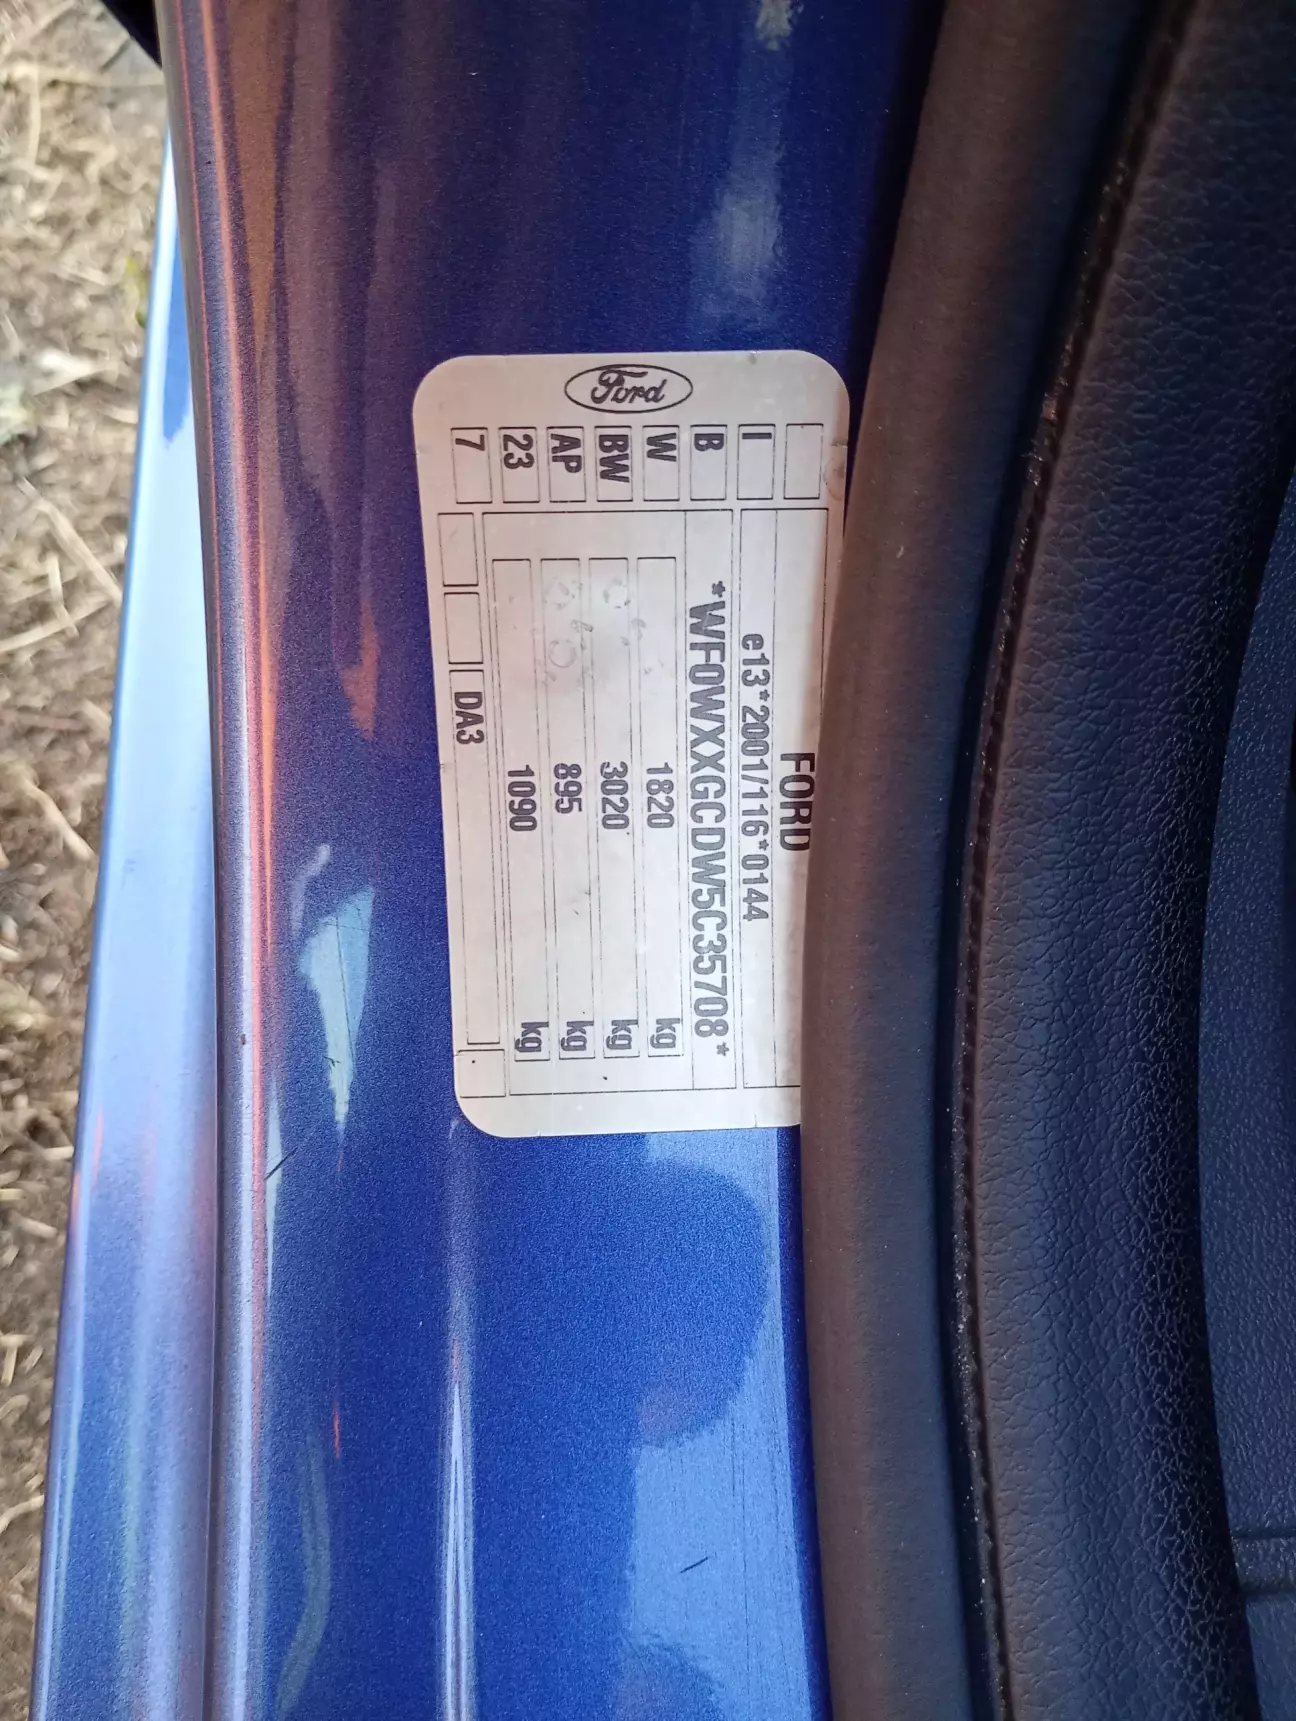 Ford
I
B
W
BW
AP
23
7
FORD
e13*2001/116*0144
*WF0WXXGCDW5C35708*
1820 kg
3020 kg
895 kg
1090 kg
DA3